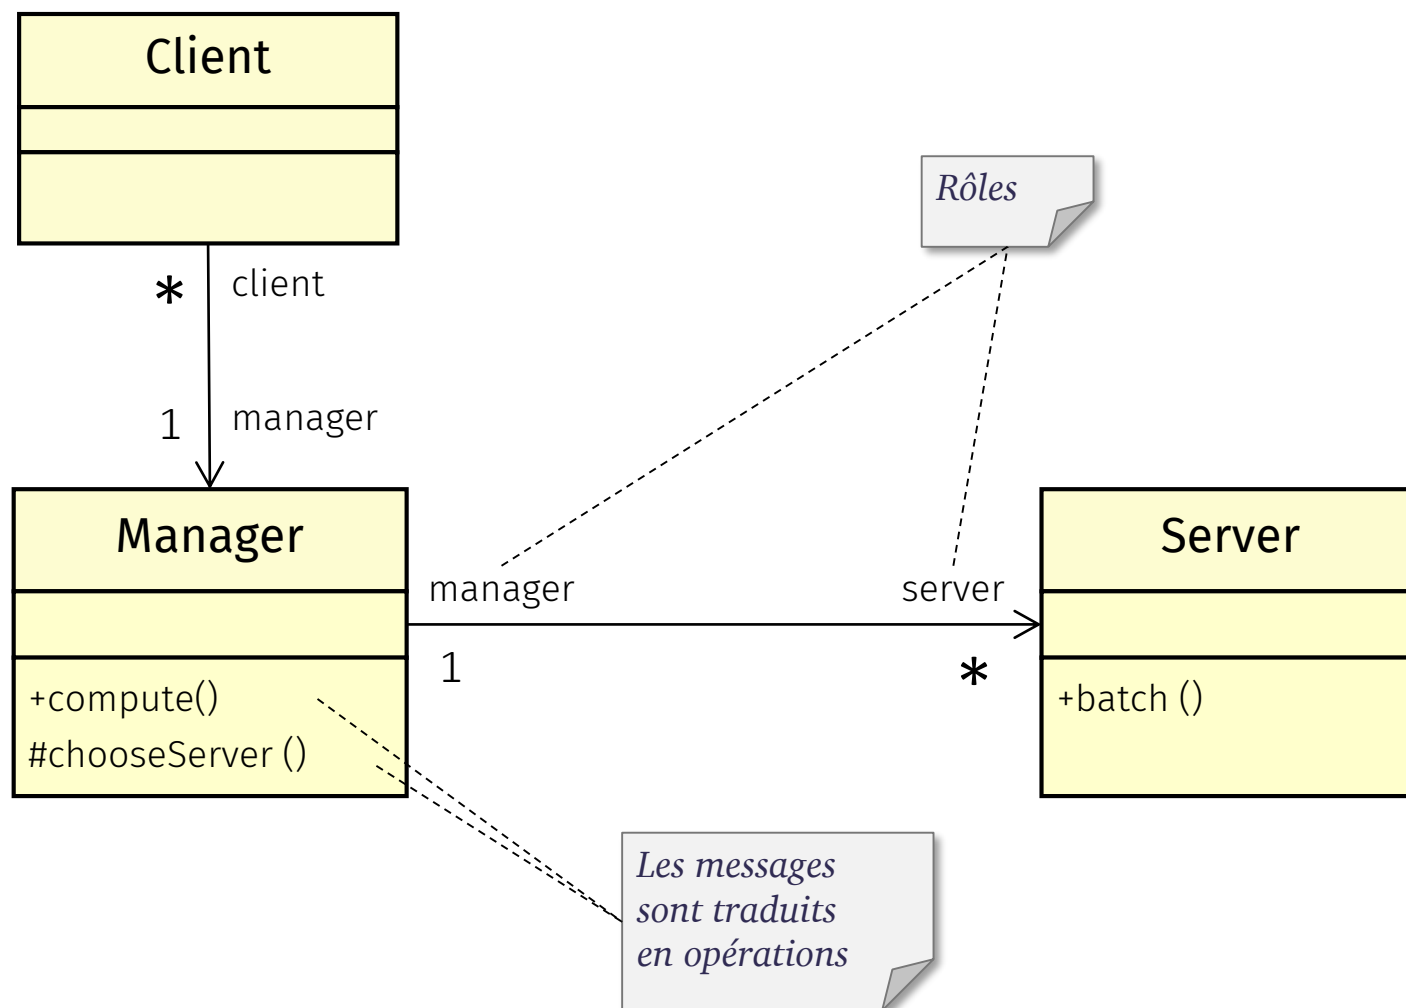 Client
Rôles
* client
1 manager
Manager
Server
manager
server
1
*
+compute()
#chooseServer ()
+batch ()
Les messages
sont traduits
en opérations